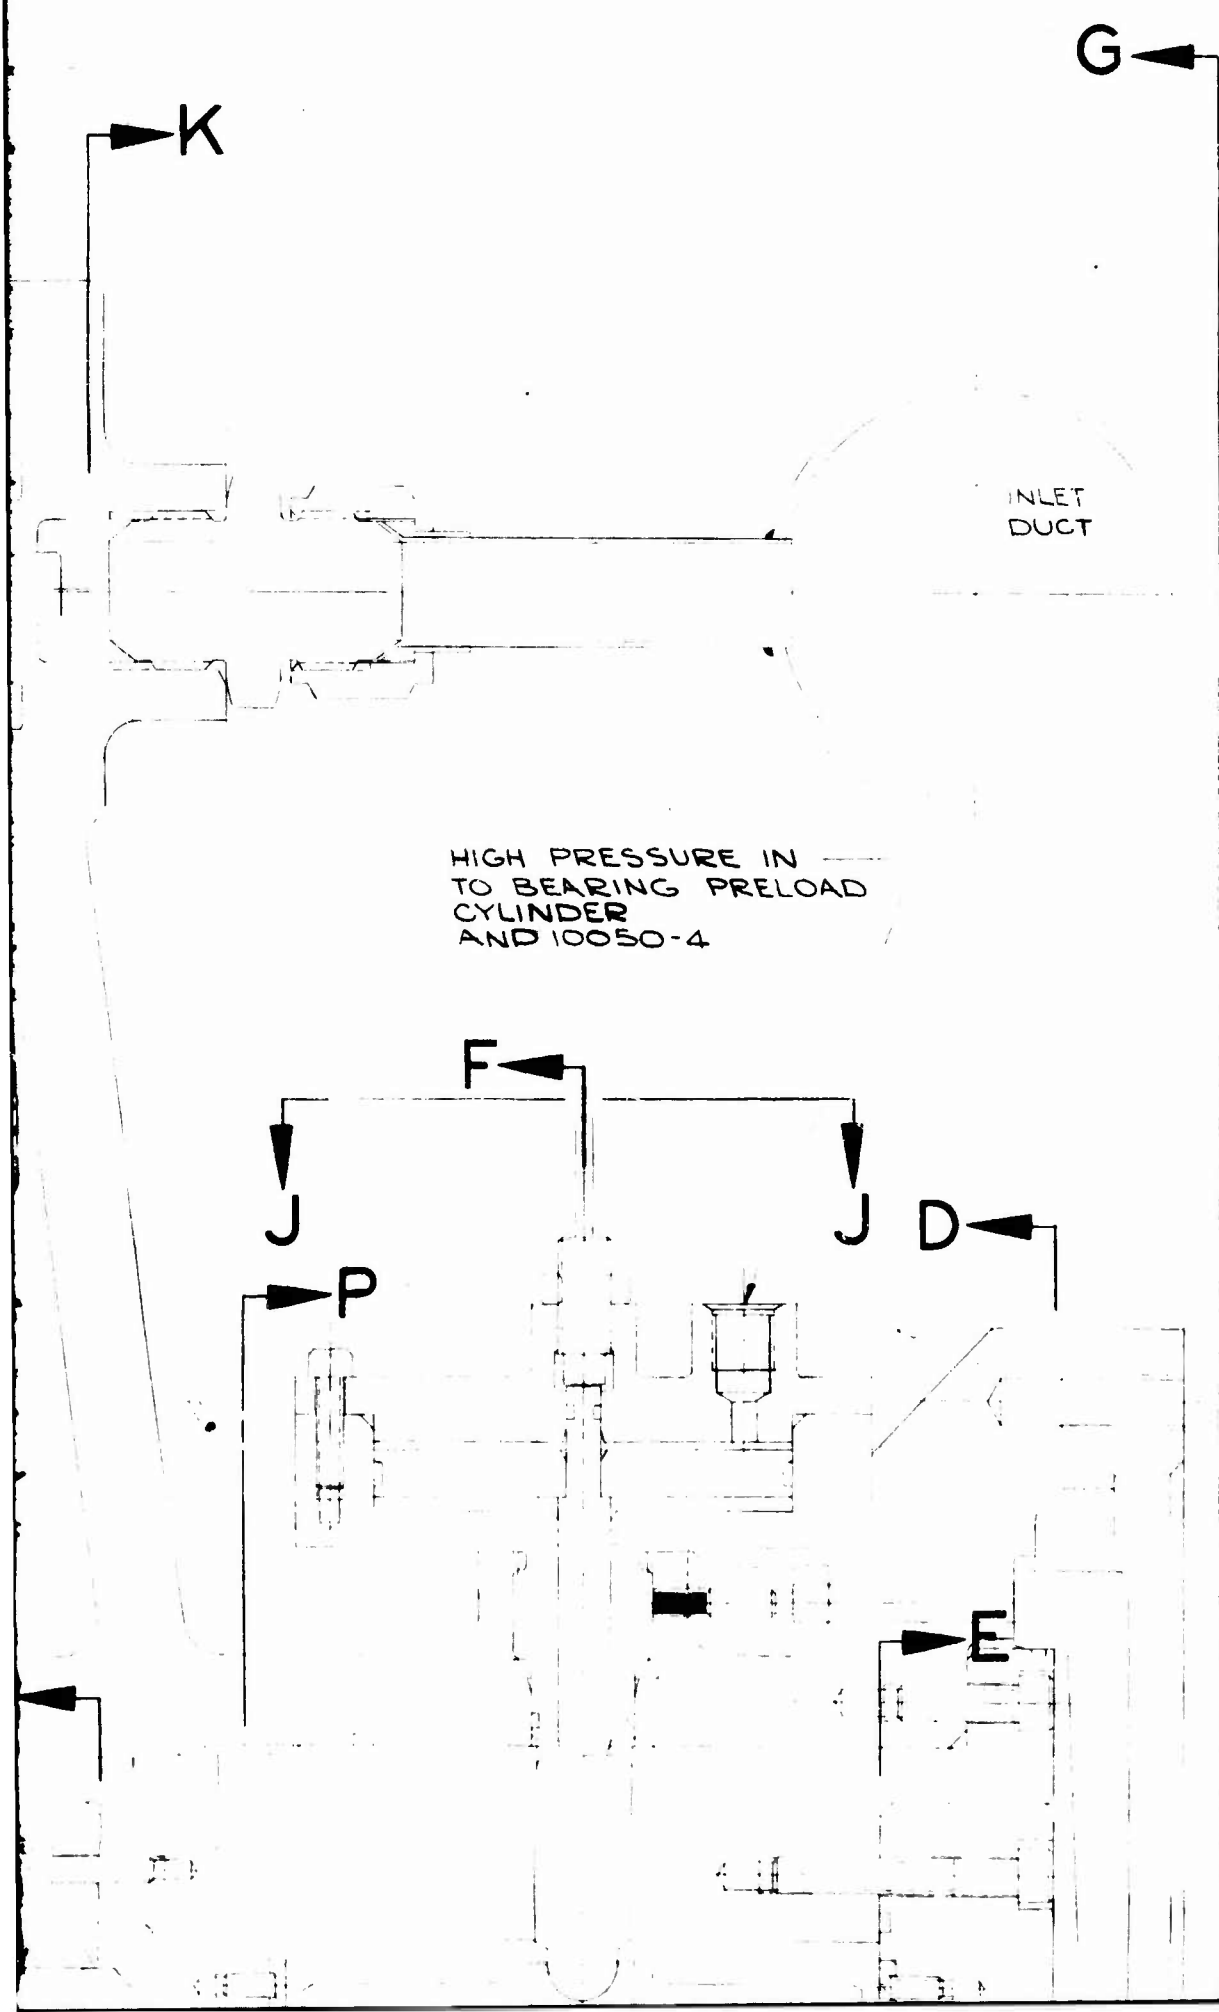 G
K
INLET
DUCT
HIGH PRESSURE IN
TO BEARING PRELOAD
CYLINDER
AND 10050-4
F
J
J
D
P
E